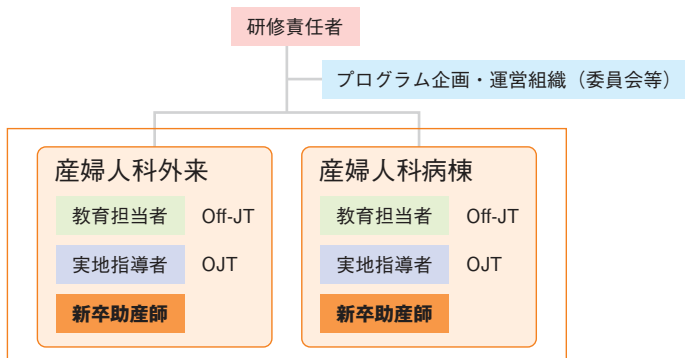 研修責任者
プログラム企画・運営組織（委員会等）
産婦人科外来
教育担当者 Off-JT
実地指導者 OJT
新卒助産師
産婦人科病棟
教育担当者 Off-JT
実地指導者 OJT
新卒助産師